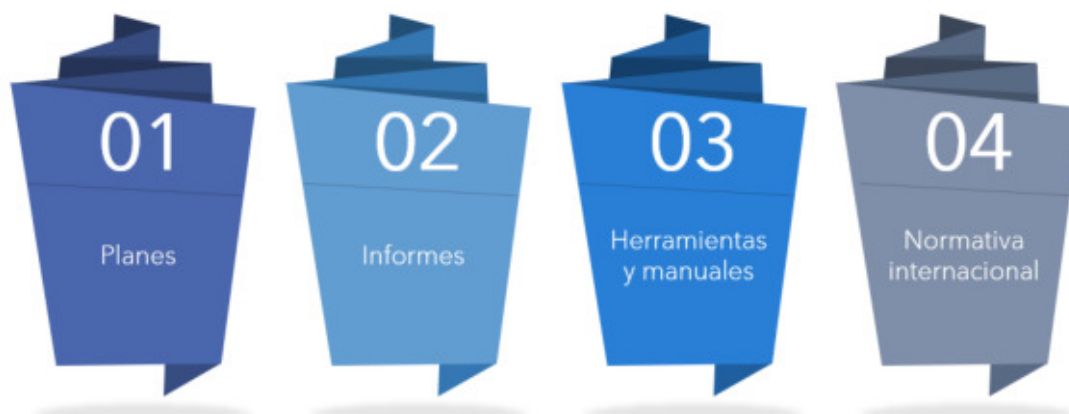 01
Planes
02
Informes
03
Herramientas
y manuales
04
Normativa
internacional